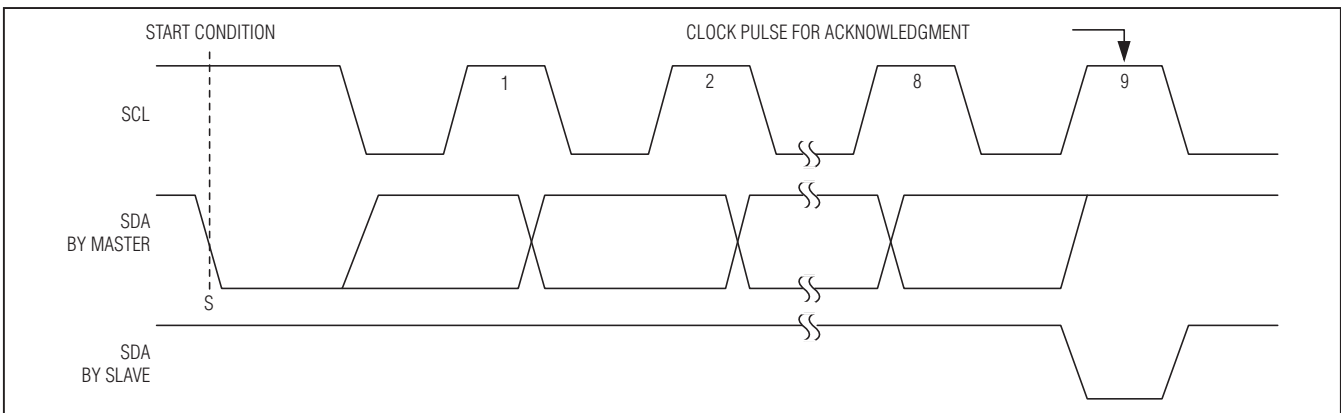 START CONDITION
CLOCK PULSE FOR ACKNOWLEDGMENT
SCL
1
2
8
9
SDA
BY MASTER
S
SDA
BY SLAVE